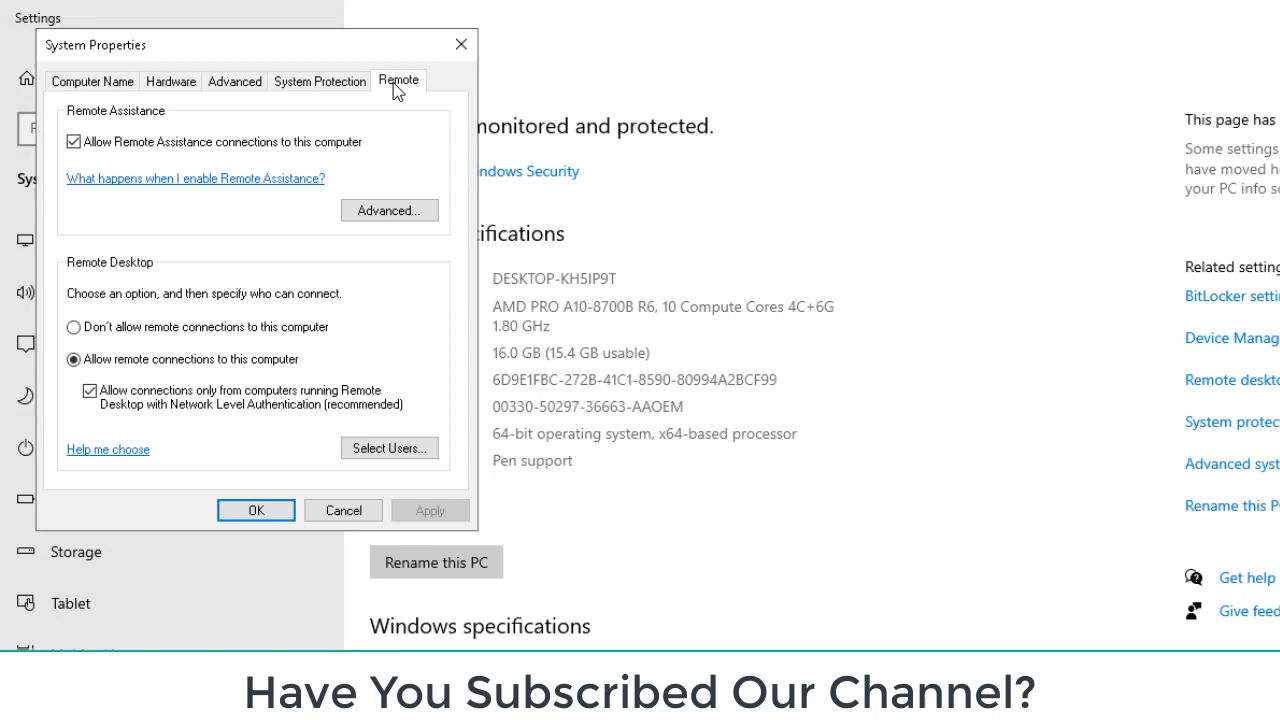 Settings
System Properties
Computer Name
Hardware
Advanced
System Protection
Remote
Remote Assistance
Allow Remote Assistance connections to this computer
What happens when I enable Remote Assistance?
Advanced...
Remote Desktop
Choose an option, and then specify who can connect.
Don't allow remote connections to this computer
Allow remote connections to this computer
Allow connections only from computers running Remote
Desktop with Network Level Authentication (recommended)
Help me choose
Select Users...
OK
Cancel
Apply
Sys
Storage
Tablet
monitored and protected.
ndows Security
ifications
DESKTOP-KH5IP9T
AMD PRO A10-8700B R6, 10 Compute Cores 4C+6G
1.80 GHz
16.0 GB (15.4 GB usable)
6D9E1FBC-272B-41C1-8590-80994A2BCF99
00330-50297-36663-AAOEM
64-bit operating system, x64-based processor
Pen support
Rename this PC
Windows specifications
This page has
Some settings
have moved he
your PC info so
Related setting
BitLocker setti
Device Manag
Remote deskto
System protec
Advanced syst
Rename this P
Get help
Give feed
Have You Subscribed Our Channel?